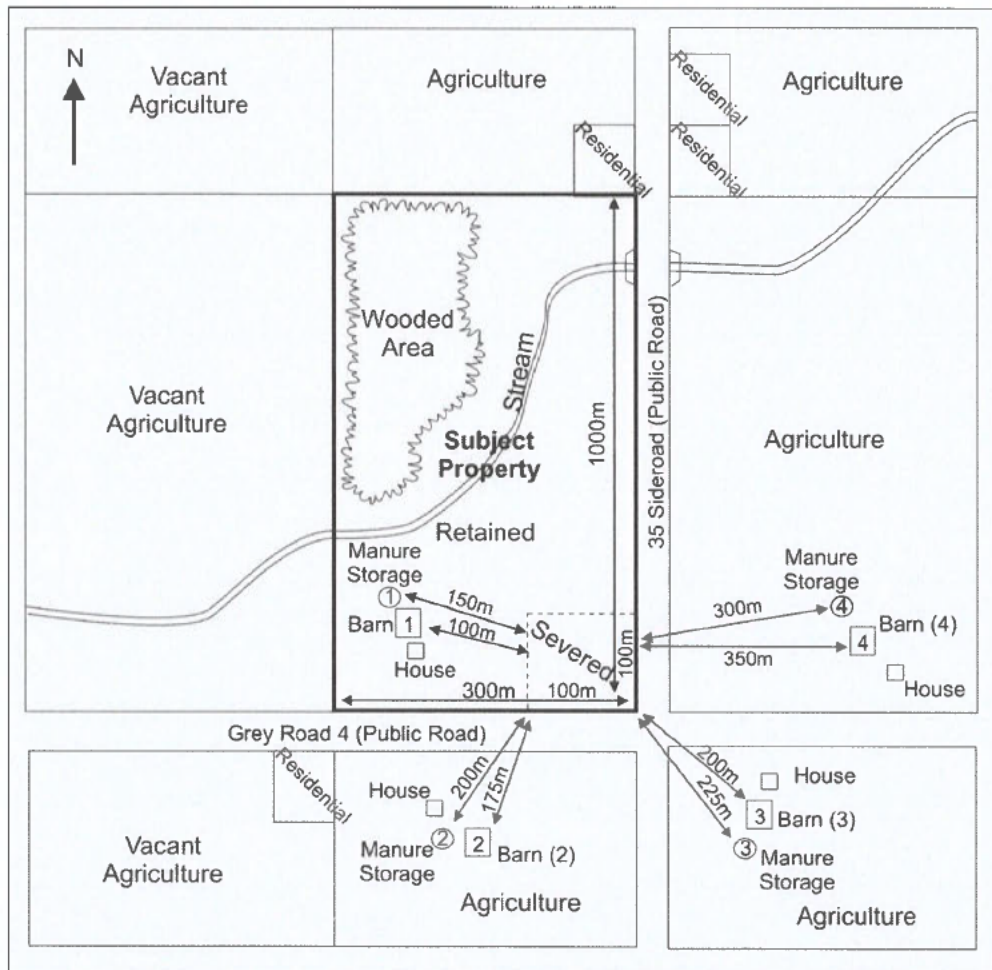 N
Vacant
Agriculture
Agriculture
Residential
Residential
Residential
Agriculture
Wooded
Area
Stream
Subject
Property
Vacant
Agriculture
1000m
35 Sideroad (Public Road)
Agriculture
Retained
Manure
Storage
1
150m
Barn 1
100m
House
Severed
100m
300m
100m
Manure
Storage
300m
4
Barn (4)
350m
4
House
Grey Road 4 (Public Road)
Residential
Vacant
Agriculture
House
200m
175m
2
2
Manure
Storage
Barn (2)
Agriculture
200m
225m
House
3
Barn (3)
3
Manure
Storage
Agriculture